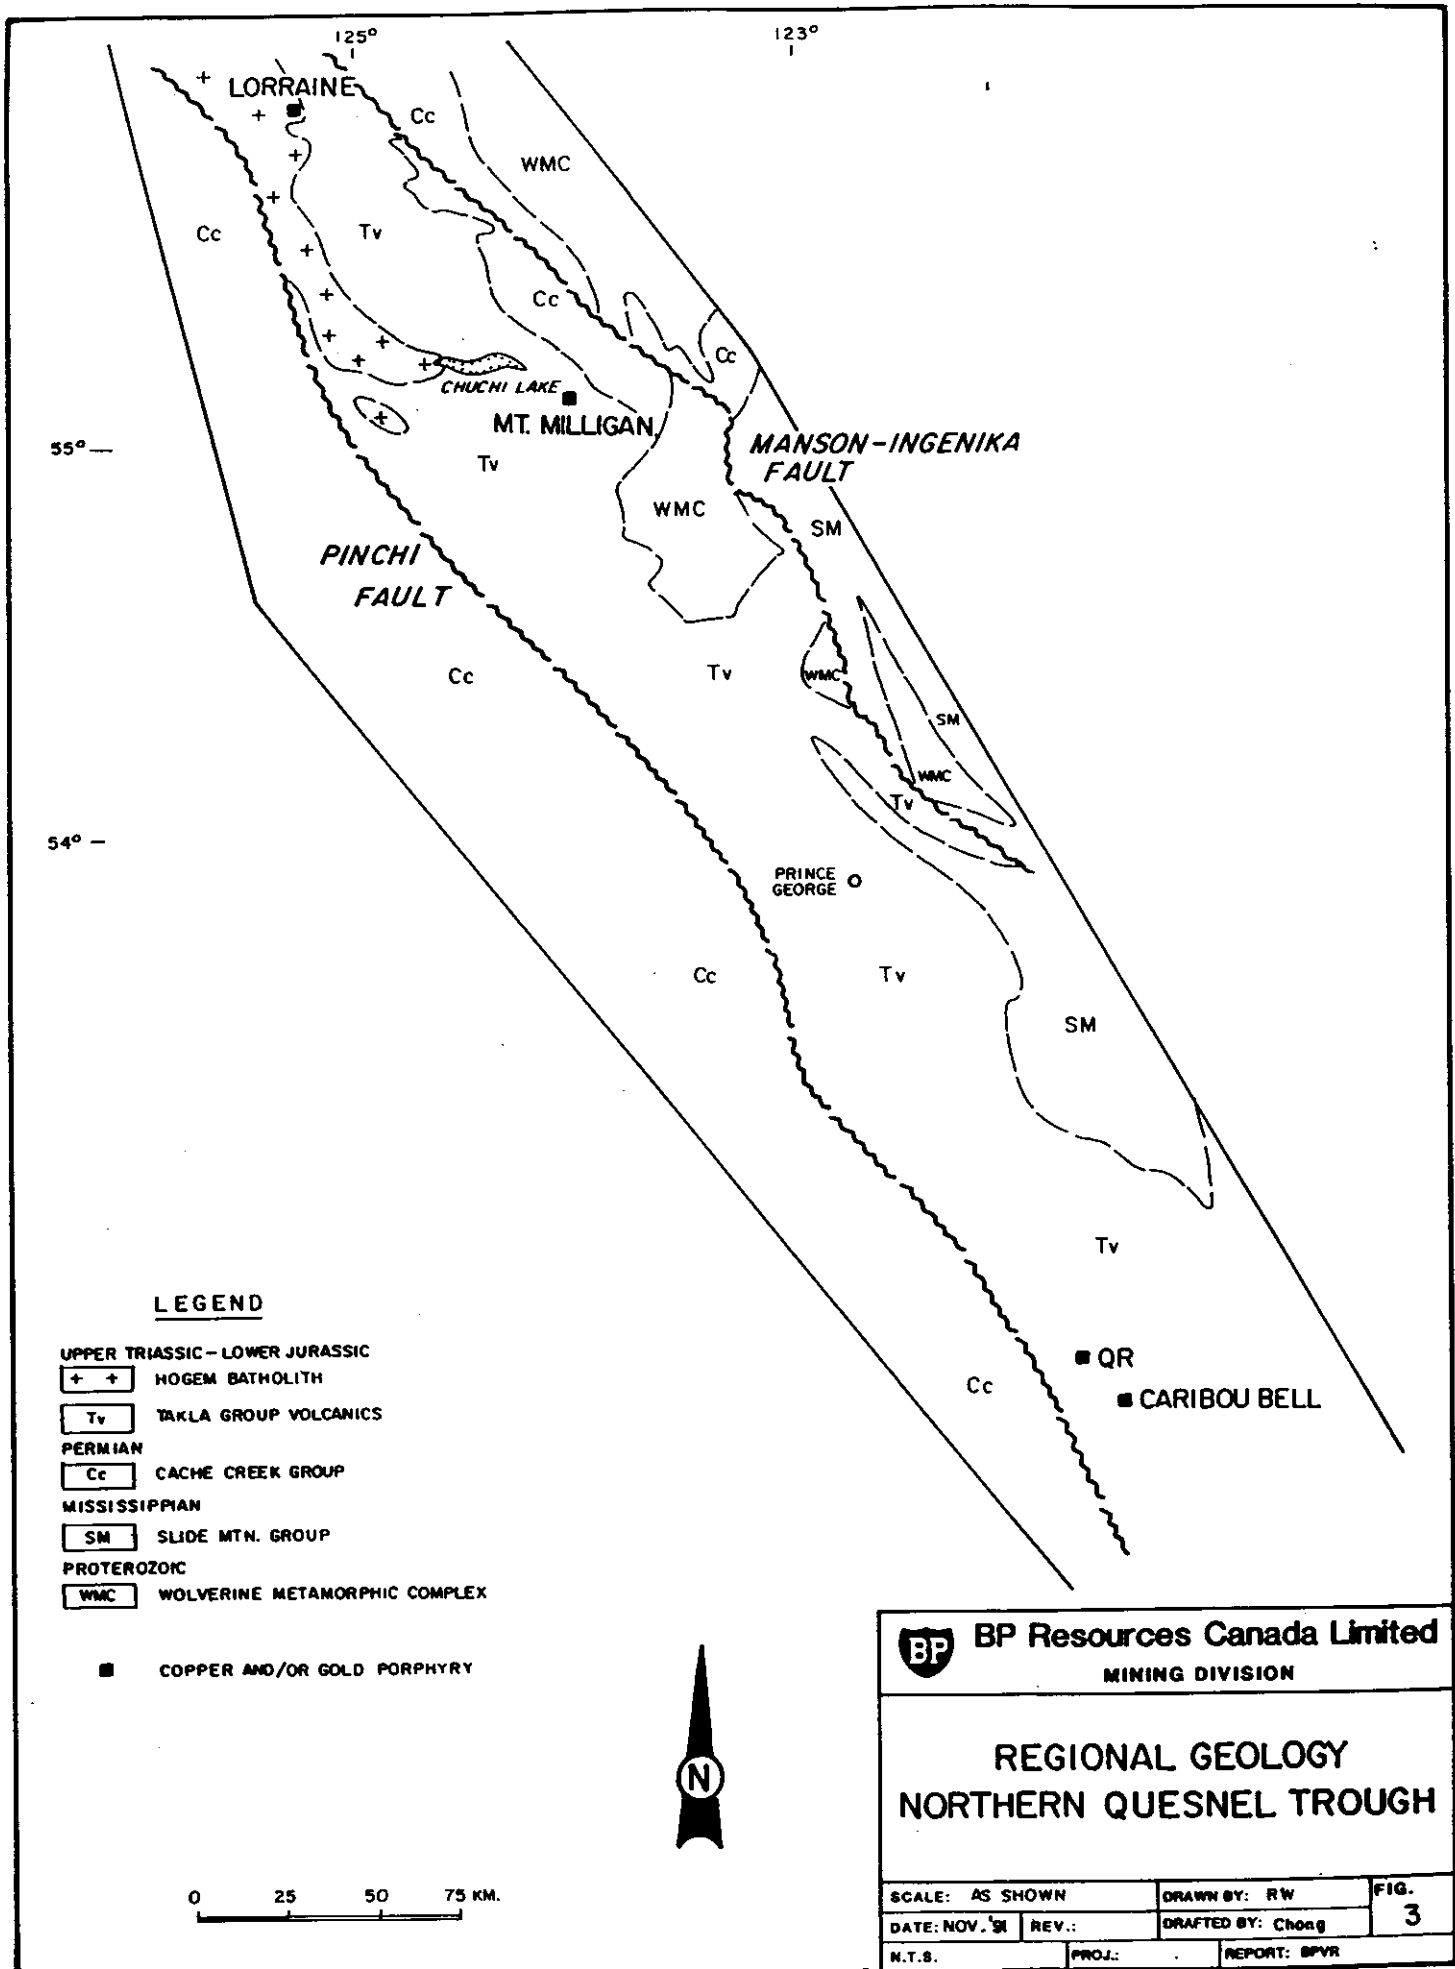 125°
123°
LORRAINE
Cc
WMC
Cc
Tv
Cc
Cc
CHUCHI LAKE
MT. MILLIGAN
55°
MANSON-INGENIKA
FAULT
Tv
WMC
SM
PINCHI
FAULT
Cc
Tv
WMC
SM
WMC
Tv
54°
PRINCE
GEORGE
Cc
Tv
SM
Tv
QR
Cc
CARIBOU BELL
LEGEND
UPPER TRIASSIC-LOWER JURASSIC
+ + HOGEM BATHOLITH
Tv TAKLA GROUP VOLCANICS
PERMIAN
Cc CACHE CREEK GROUP
MISSISSIPPIAN
SM SLIDE MTN. GROUP
PROTEROZOIC
WMC WOLVERINE METAMORPHIC COMPLEX
COPPER AND/OR GOLD PORPHYRY
N
0 25 50 75 KM.
BP BP Resources Canada Limited
MINING DIVISION
REGIONAL GEOLOGY
NORTHERN QUESNEL TROUGH
SCALE: AS SHOWN DRAWN BY: RW FIG.
3
DATE: NOV. '91 REV.: DRAFTED BY: Chong
N.T.S. PROJ.: REPORT: BPVR